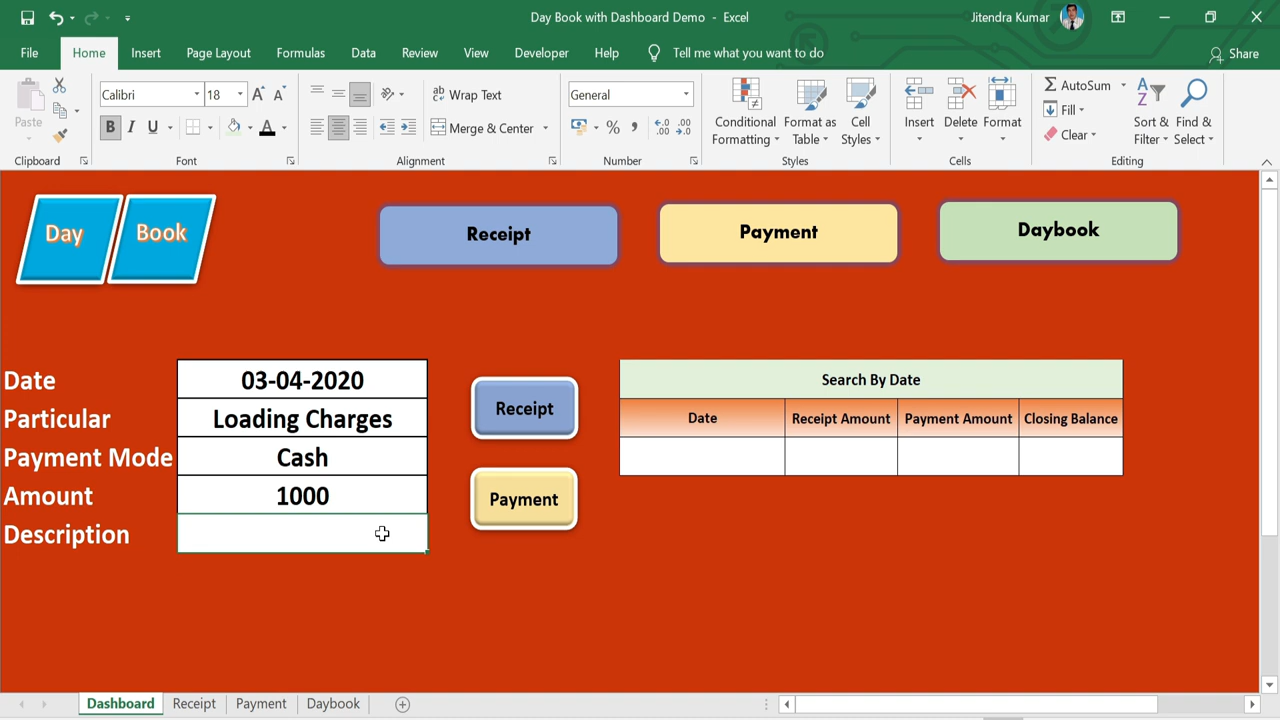 Day Book with Dashboard Demo - Excel
Jitendra Kumar
File Home Insert Page Layout Formulas Data Review View Developer Help Tell me what you want to do Share
Paste
Calibri 18
B I U A
Wrap Text
Merge & Center
General
% ,
Conditional Formatting
Format as Table
Cell Styles
Insert
Delete
Format
AutoSum
Fill
Clear
Sort & Filter
Find & Select
Clipboard Font Alignment Number Styles Cells Editing
Day Book
Receipt
Payment
Daybook
Date 03-04-2020
Particular Loading Charges
Payment Mode Cash
Amount 1000
Description
Receipt
Payment
Search By Date
Date Receipt Amount Payment Amount Closing Balance
Dashboard Receipt Payment Daybook